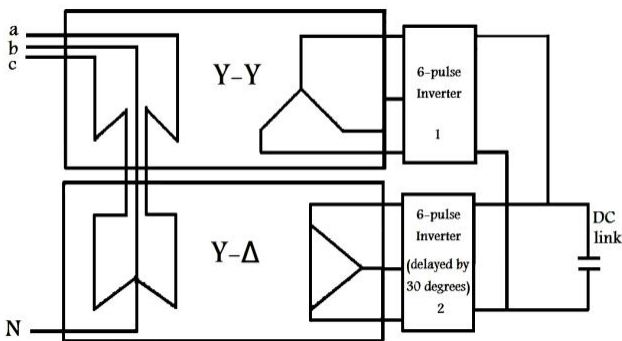 a
b
c
Y-Y
6-pulse
Inverter
1
Y-Δ
6-pulse
Inverter
(delayed by
30 degrees)
2
DC
link
N